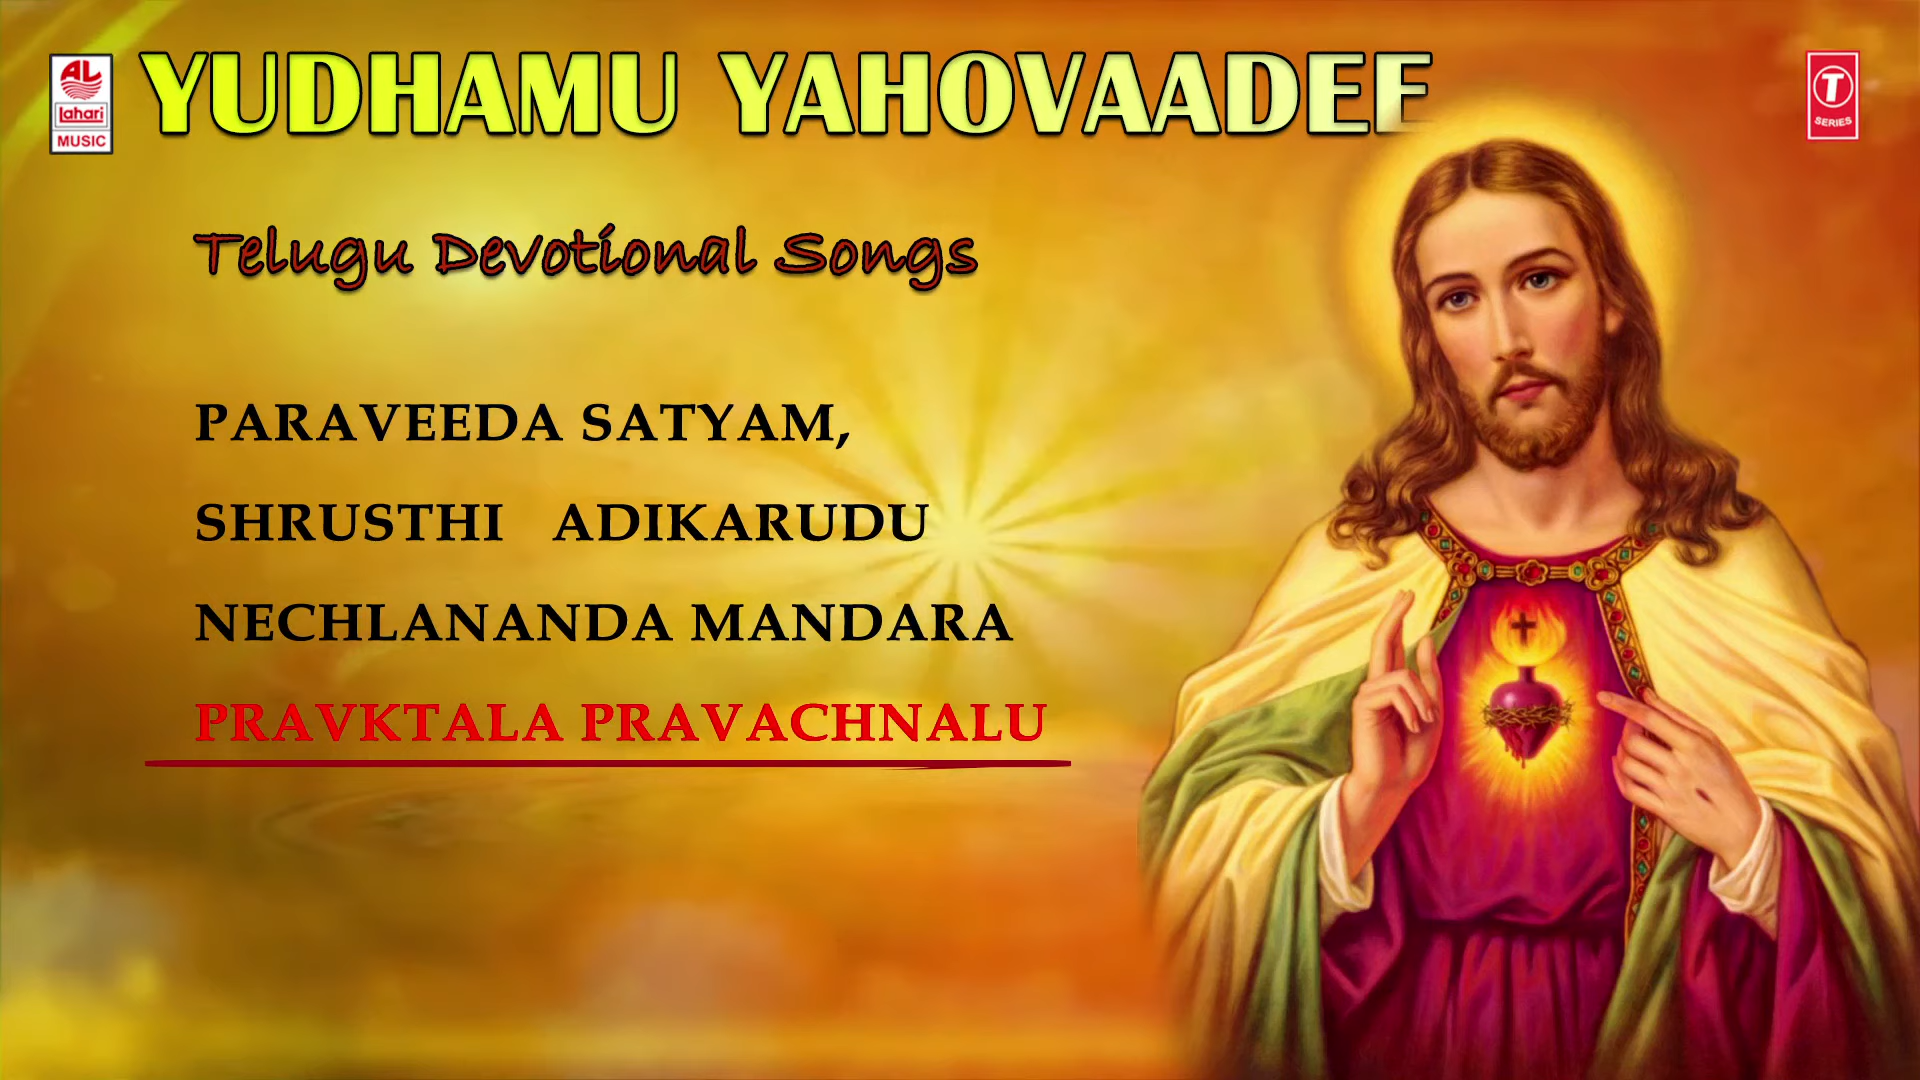 YUDHAMU YAHOVAADEE
AL
lahari
MUSIC
T
SERIES
Telugu Devotional Songs
PARAVEEDA SATYAM,
SHRUSTHI ADIKARUDU
NECHLANANDA MANDARA
PRAVKTALA PRAVACHNALU